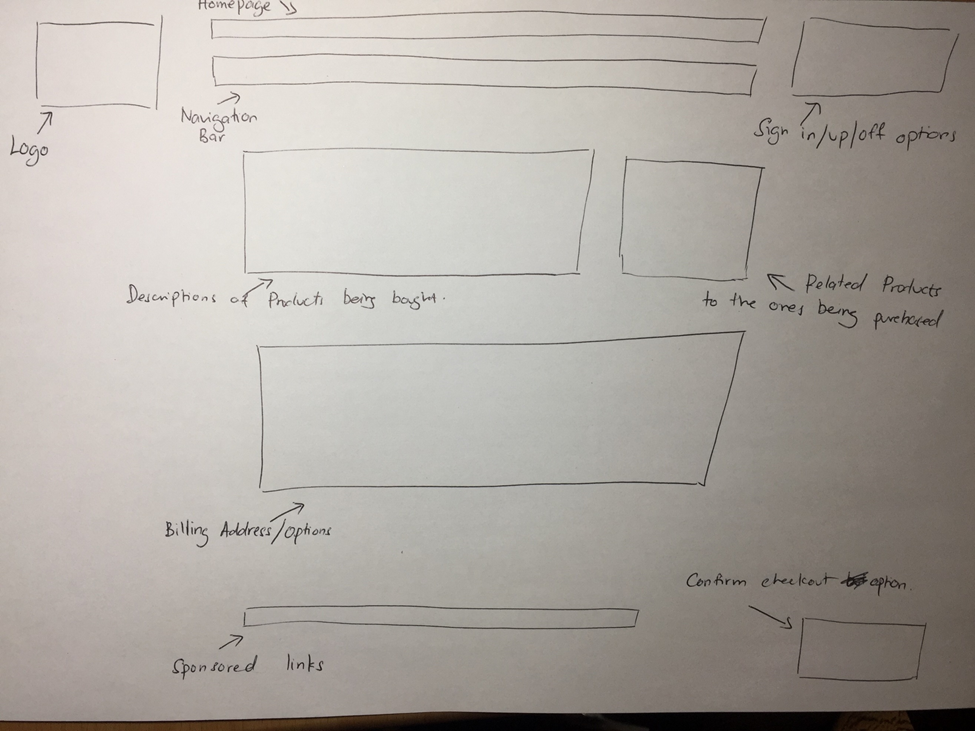 Homepage
Navigation
Bar
Logo
Sign in/up/off options
Descriptions of Products being bought.
Related Products
to the ones being purchased
Billing Address/options
Confirm checkout option.
Sponsored links